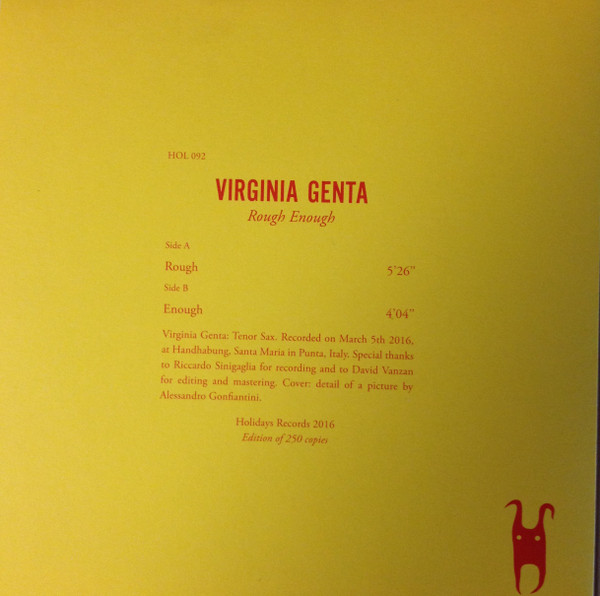 HOL 092
VIRGINIA GENTA
Rough Enough
Side A
Rough 5'26"
Side B
Enough 4'04"
Virginia Genta: Tenor Sax. Recorded on March 5th 2016,
at Handhabung, Santa Maria in Punta, Italy. Special thanks
to Riccardo Sinigaglia for recording and to David Vanzan
for editing and mastering. Cover: detail of a picture by
Alessandro Gonfiantini.
Holidays Records 2016
Edition of 250 copies